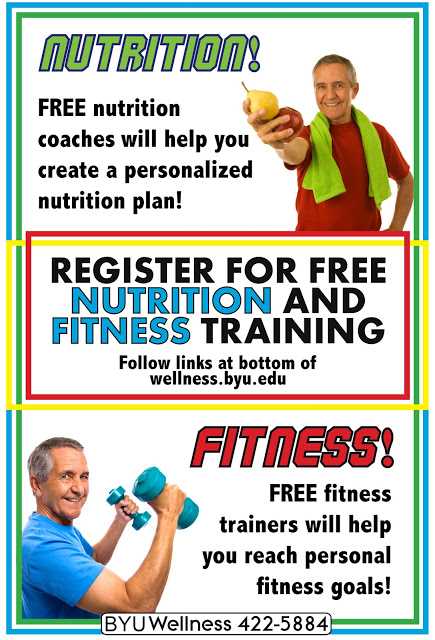 NUTRITION!
FREE nutrition
coaches will help you
create a personalized
nutrition plan!
REGISTER FOR FREE
NUTRITION AND
FITNESS TRAINING
Follow links at bottom of
wellness.byu.edu
FITNESS!
FREE fitness
trainers will help
you reach personal
fitness goals!
BYU Wellness 422-5884